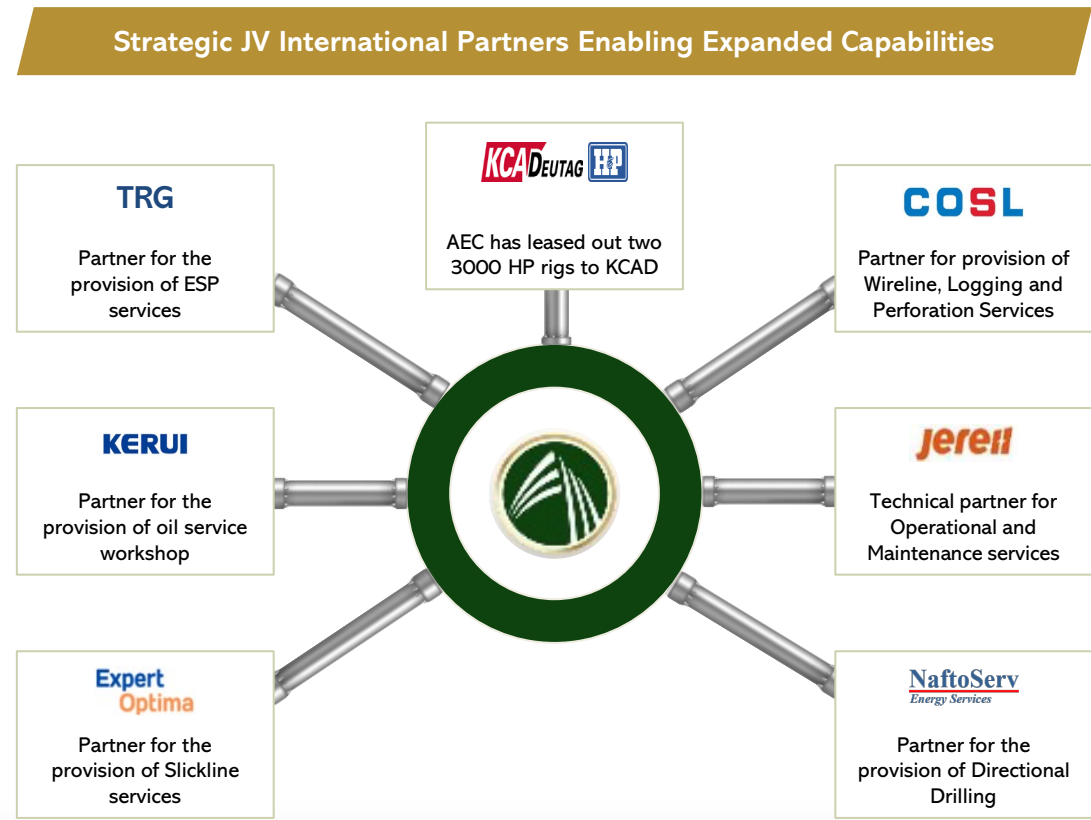 Strategic JV International Partners Enabling Expanded Capabilities
KCA DEUTAG H&P
AEC has leased out two
3000 HP rigs to KCAD
TRG
Partner for the
provision of ESP
services
COSL
Partner for provision of
Wireline, Logging and
Perforation Services
KERUI
Partner for the
provision of oil service
workshop
Jereh
Technical partner for
Operational and
Maintenance services
Expert
Optima
Partner for the
provision of Slickline
services
NaftoServ
Energy Services
Partner for the
provision of Directional
Drilling